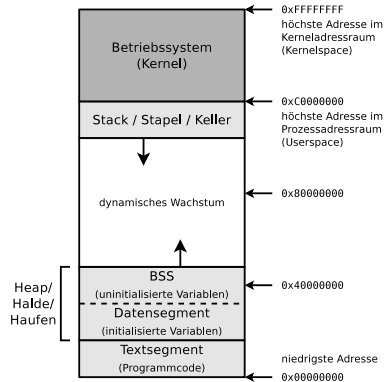 0xFFFFFFFF
höchste Adresse im
Kerneladressraum
(Kernelspace)
Betriebssystem
(Kernel)
0xC0000000
höchste Adresse im
Prozessadressraum
(Userspace)
Stack / Stapel / Keller
dynamisches Wachstum
0x80000000
Heap/
Halde/
Haufen
BSS
(uninitialisierte Variablen)
0x40000000
Datensegment
(initialisierte Variablen)
Textsegment
(Programmcode)
niedrigste Adresse
0x00000000